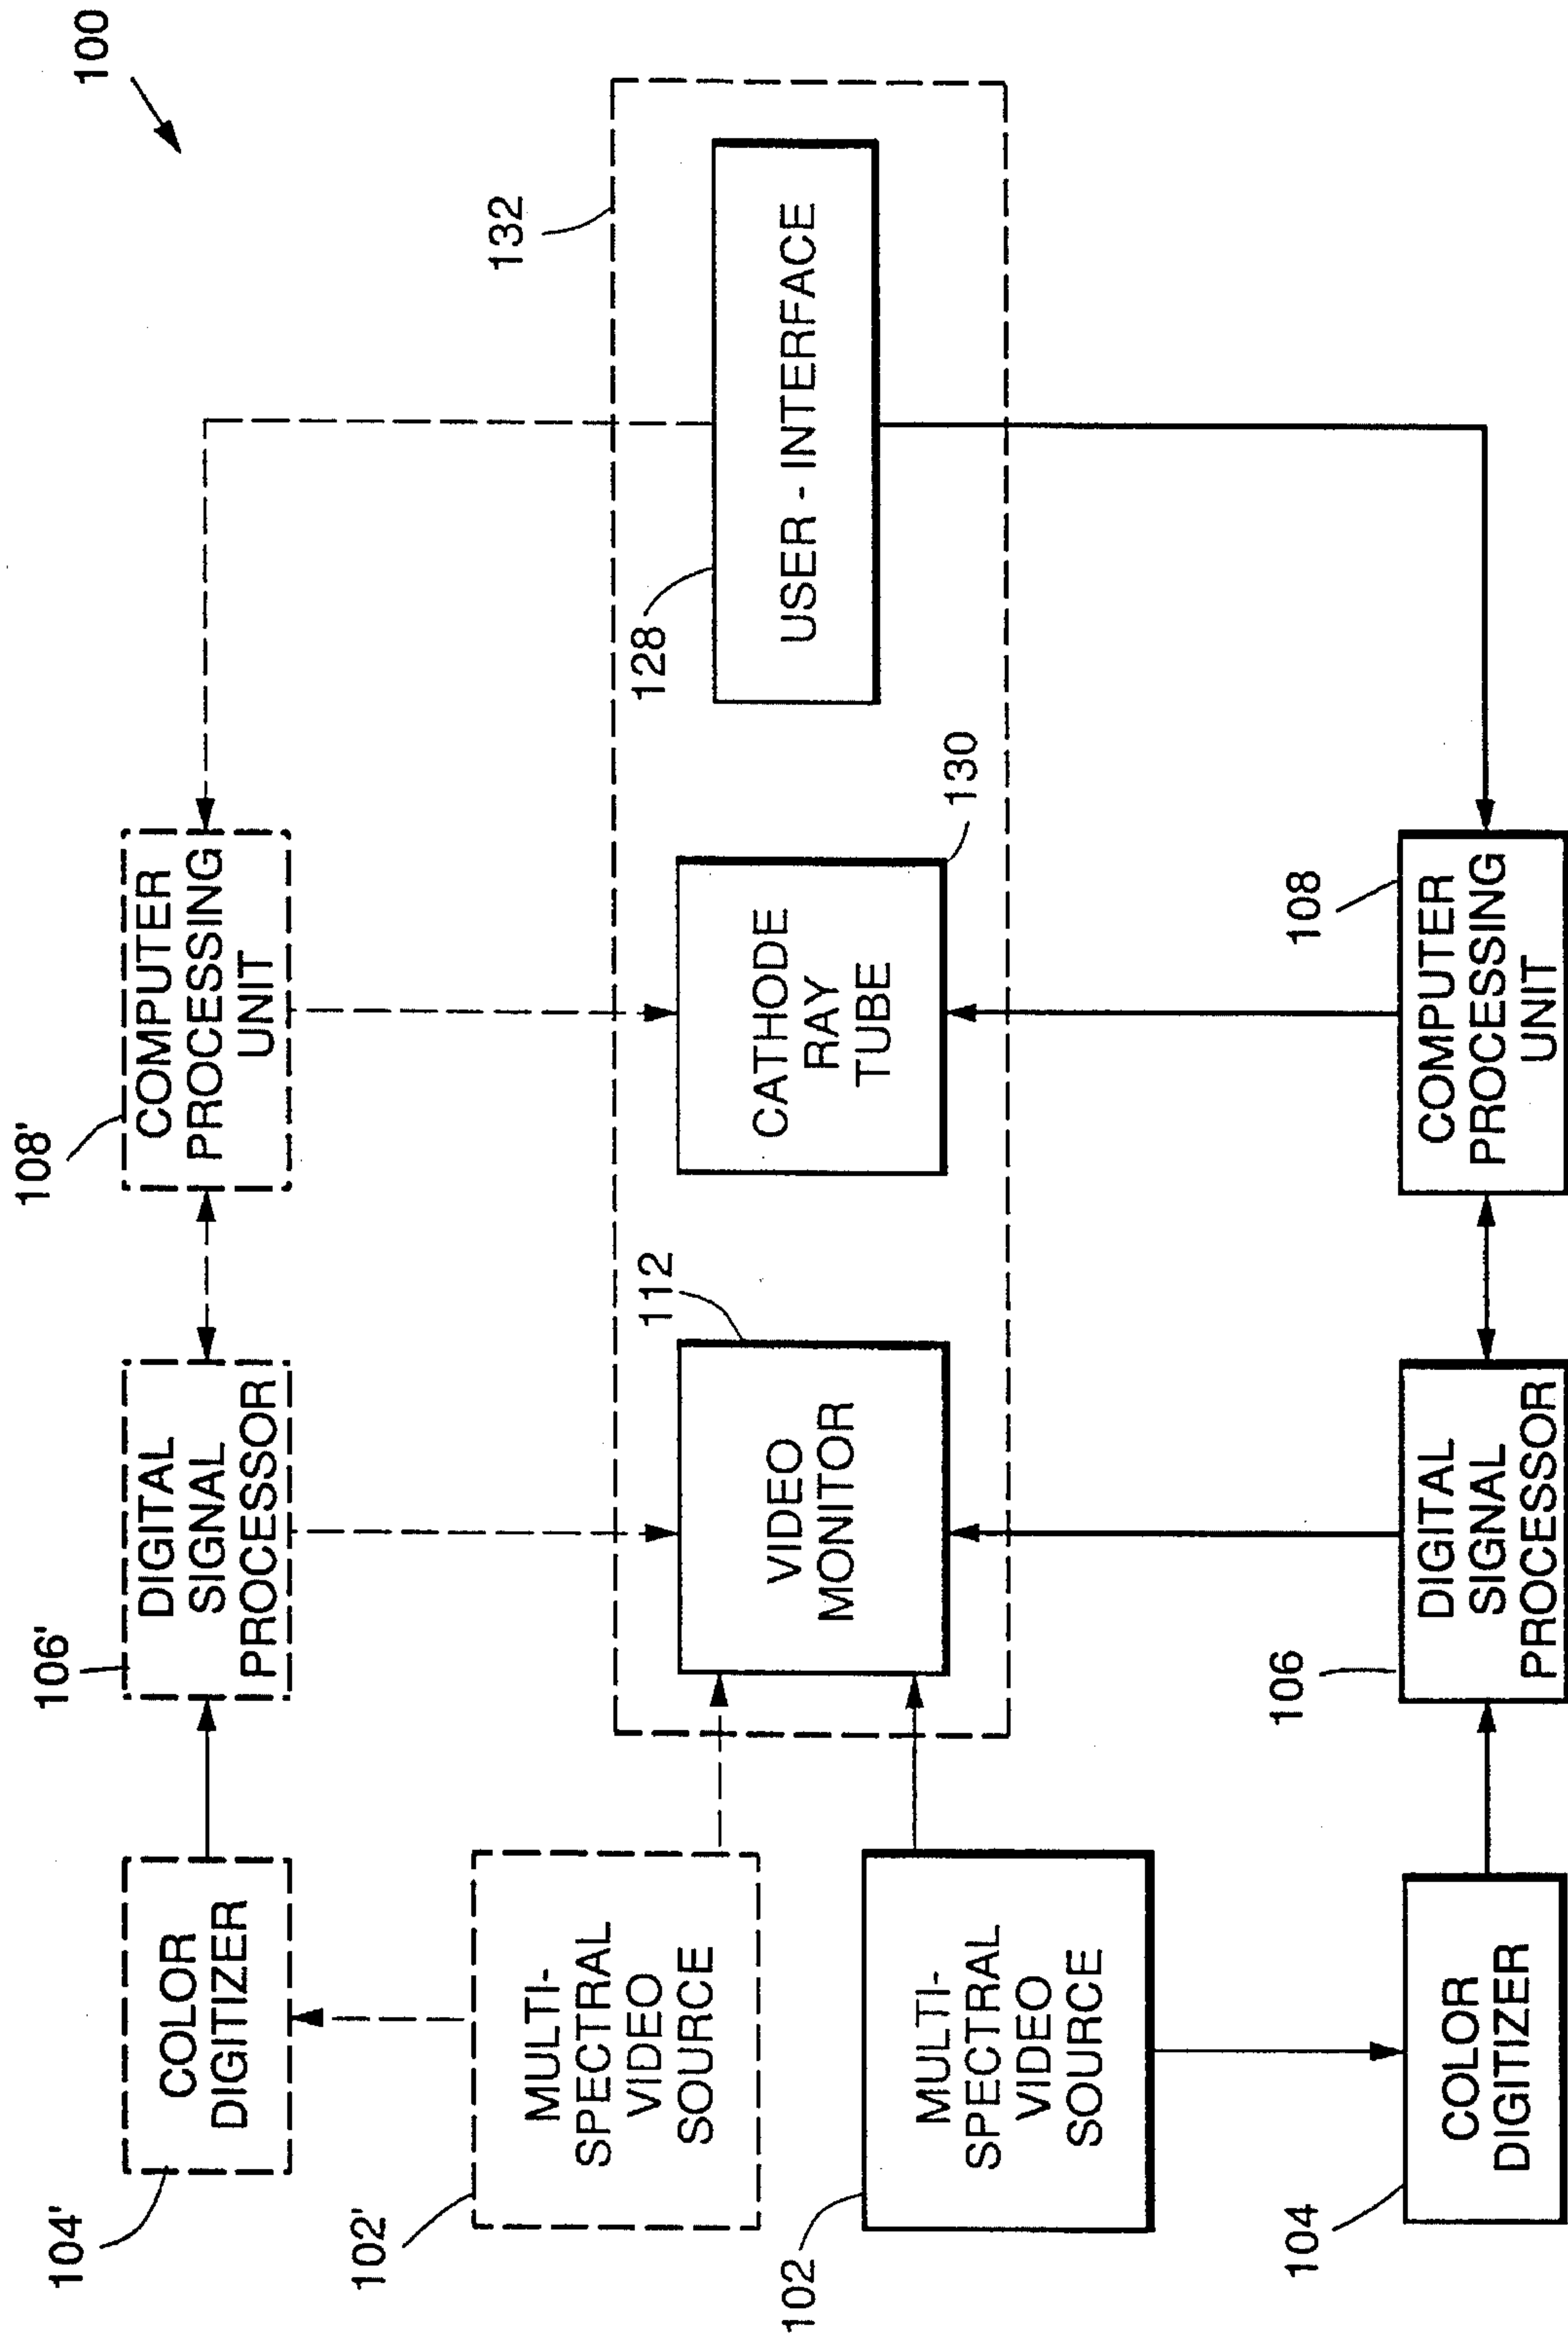 100
104'
COLOR
DIGITIZER
106'
DIGITAL
SIGNAL
PROCESSOR
108'
COMPUTER
PROCESSING
UNIT
102'
MULTI-
SPECTRAL
VIDEO
SOURCE
132
112
VIDEO
MONITOR
CATHODE
RAY
TUBE
130
128
USER - INTERFACE
102
MULTI-
SPECTRAL
VIDEO
SOURCE
104
COLOR
DIGITIZER
106
DIGITAL
SIGNAL
PROCESSOR
108
COMPUTER
PROCESSING
UNIT